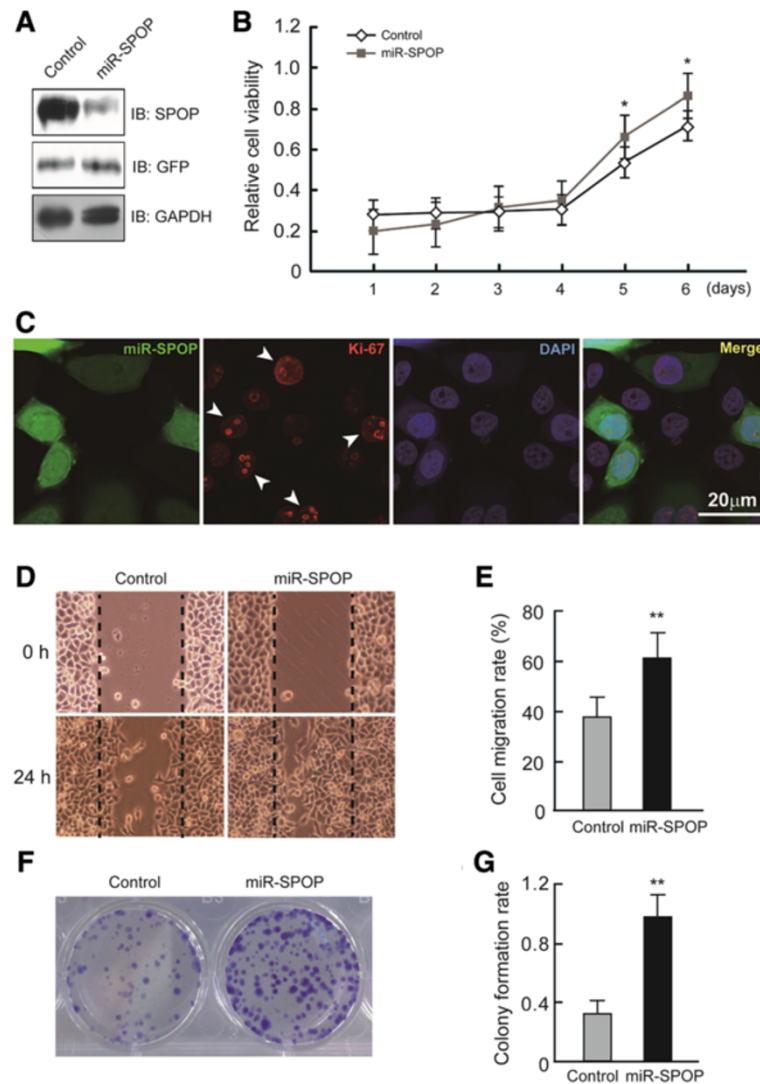 A
Control
miR-SPOP
IB: SPOP
IB: GFP
IB: GAPDH
B
Control
miR-SPOP
Relative cell viability
1.2
1.0
0.8
0.6
0.4
0.2
0
* *
1 2 3 4 5 6 (days)
C
miR-SPOP Ki-67 DAPI Merge
20μm
D
Control miR-SPOP
0 h
24 h
E
Cell migration rate (%)
80
60
40
20
0
**
Control miR-SPOP
F
Control miR-SPOP
G
Colony formation rate
1.2
0.8
0.4
0
**
Control miR-SPOP